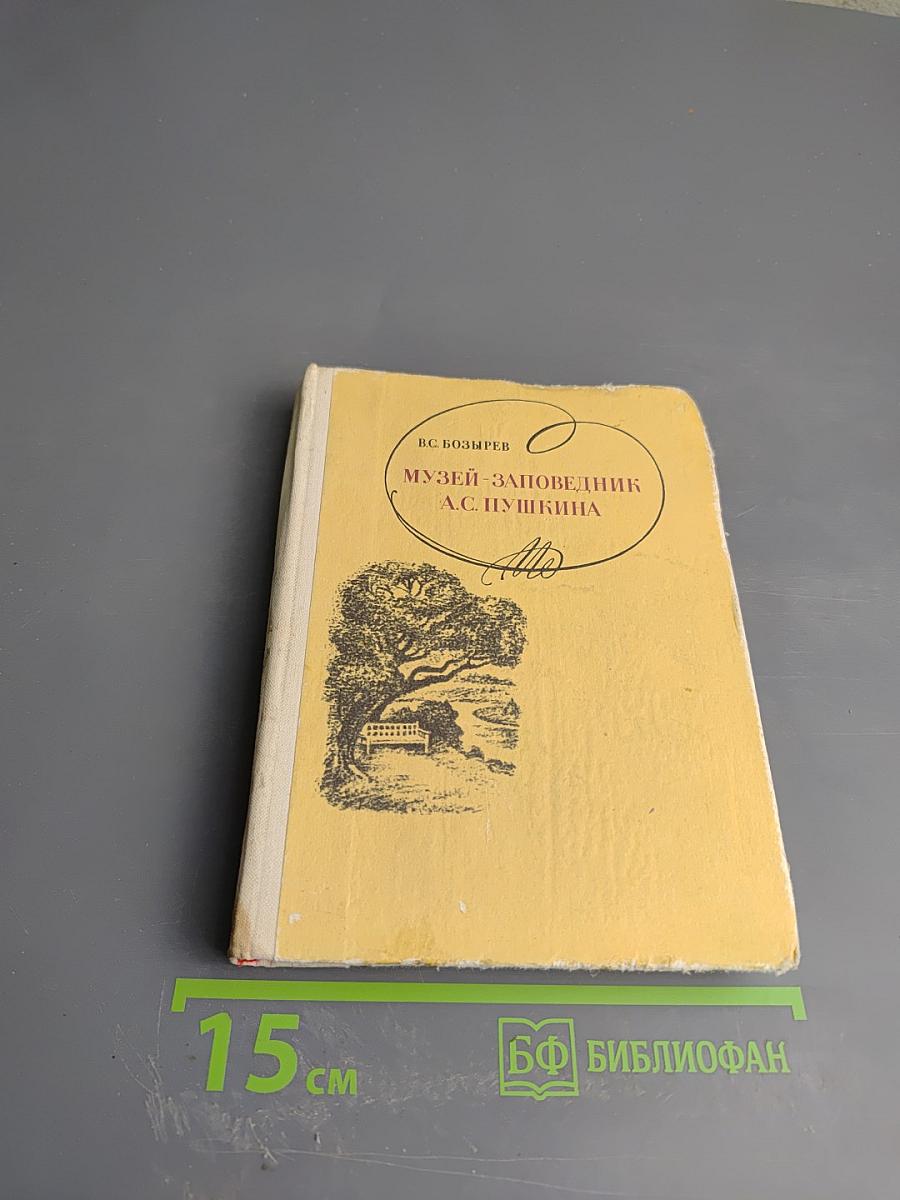 В.С. БОЗЫРЕВ
МУЗЕЙ-ЗАПОВЕДНИК
А.С. ПУШКИНА
15 см
БФ БИБЛИОФАН